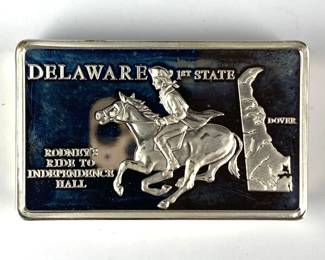 DELAWARE 1ST STATE
DOVER
RODNEY'S
RIDE TO
INDEPENDENCE
HALL